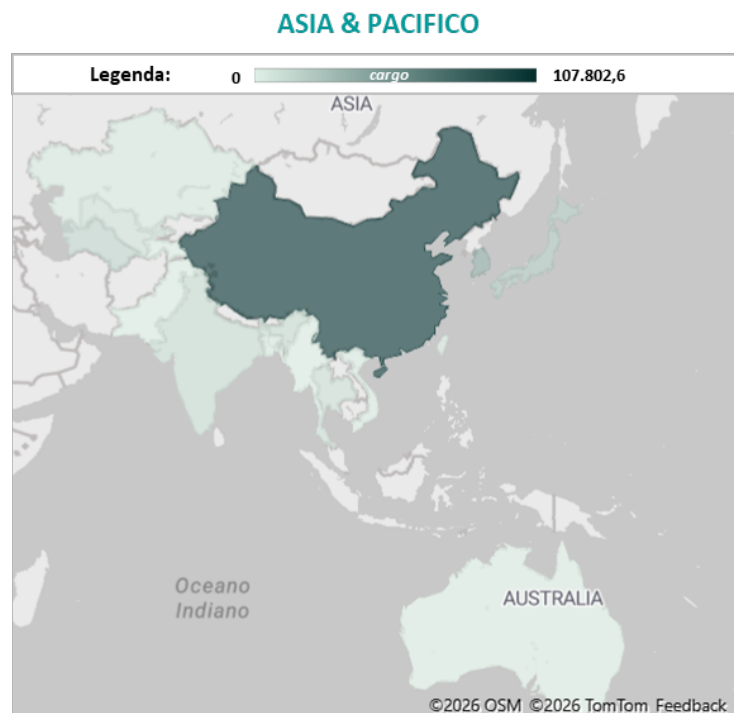 ASIA & PACIFICO
Legenda: 0 cargo 107.802,6
ASIA
Oceano
Indiano
AUSTRALIA
©2026 OSM ©2026 TomTom Feedback